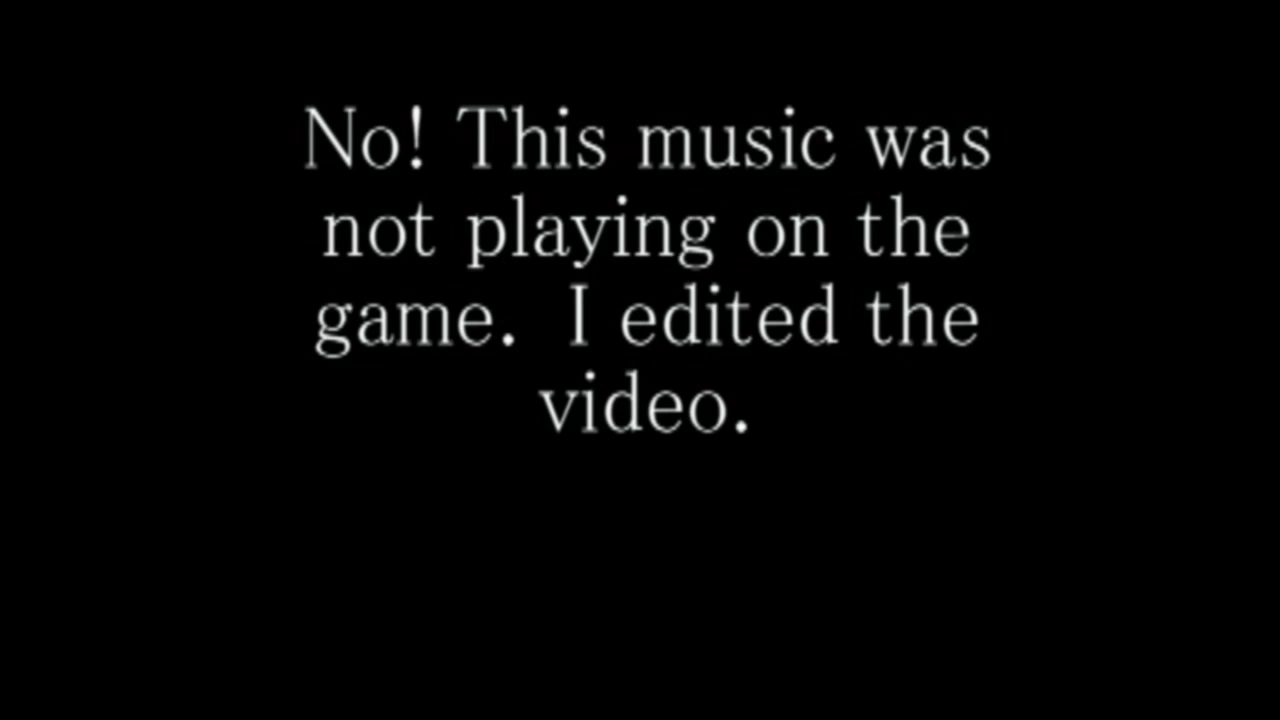 No! This music was
not playing on the
game.  I edited the
video.